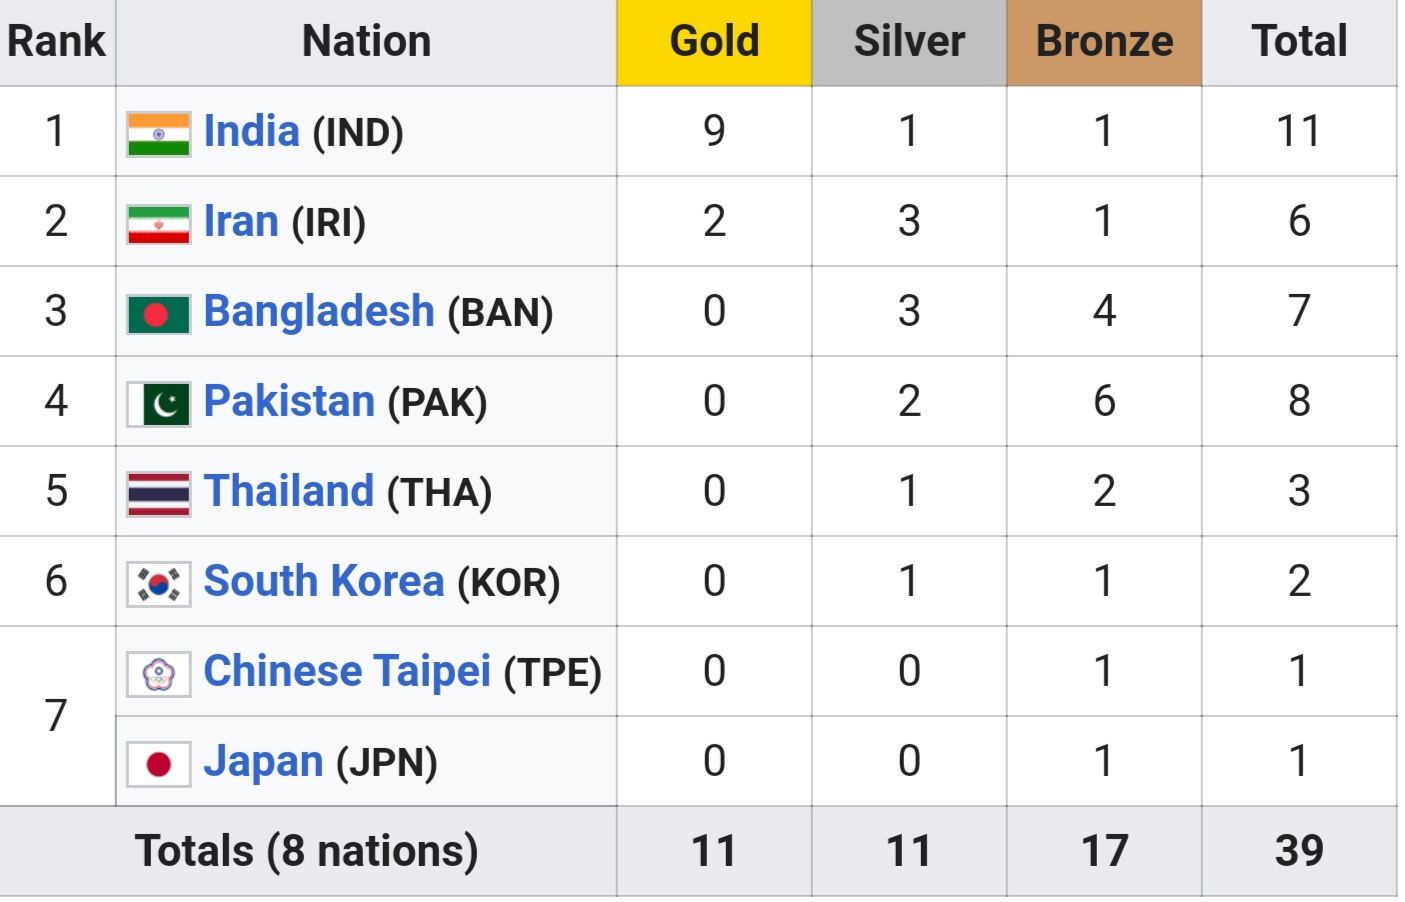 Rank Nation Gold Silver Bronze Total
1 India (IND) 9 1 1 11
2 Iran (IRI) 2 3 1 6
3 Bangladesh (BAN) 0 3 4 7
4 Pakistan (PAK) 0 2 6 8
5 Thailand (THA) 0 1 2 3
6 South Korea (KOR) 0 1 1 2
7 Chinese Taipei (TPE) 0 0 1 1
Japan (JPN) 0 0 1 1
Totals (8 nations) 11 11 17 39